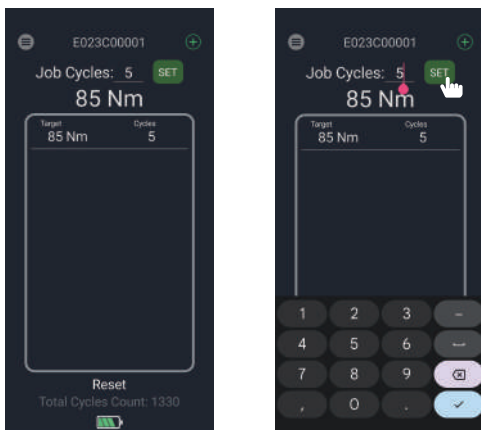 E023C00001
Job Cycles: 5 SET
85 Nm
Target Cycles
85 Nm 5
Reset
Total Cycles Count: 1330
E023C00001
Job Cycles: 5 SET
85 Nm
Target Cycles
85 Nm 5
1 2 3 -
4 5 6
7 8 9
, 0 .